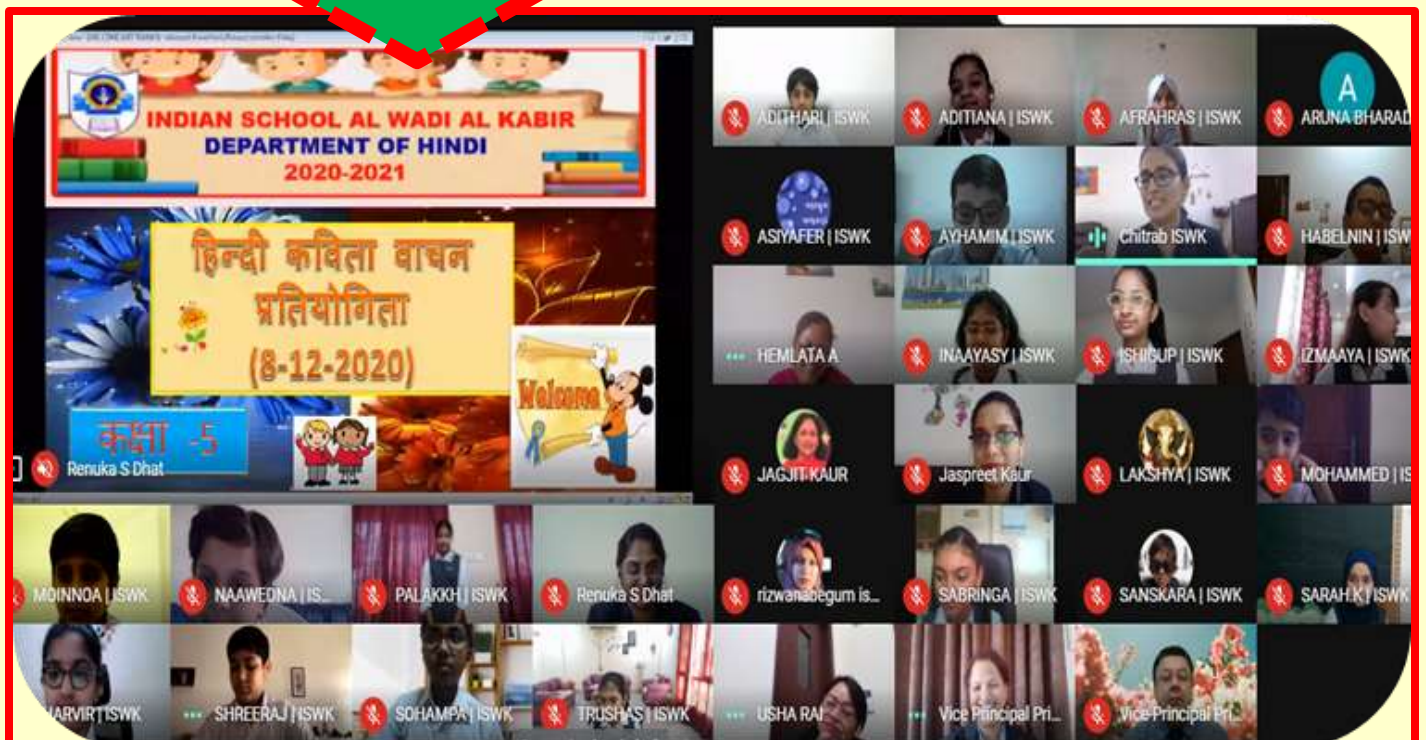 INDIAN SCHOOL AL WADI AL KABIR
DEPARTMENT OF HINDI
2020-2021
हिन्दी कविता वाचन
प्रतियोगिता
(8-12-2020)
Welcome
कक्षा -5
Renuka S Dhat
ADITHARI | ISWK
ADITIANA | ISWK
AFRAHRAS | ISWK
A
ARUNA BHARAD
ASIYAFER | ISWK
AYHAMIM | ISWK
Chitrab ISWK
HABELNIN | ISW
HEMLATA A
INAAYASY | ISWK
ISHIGUP | ISWK
IZMAAYA | ISWK
JAGJIT KAUR
Jaspreet Kaur
LAKSHYA | ISWK
MOHAMMED | IS
MOINNOA | ISWK
NAAWEDNA | IS...
PALAKKH | ISWK
Renuka S Dhat
rizwanabegum is...
SABRINGA | ISWK
SANSKARA | ISWK
SARAH.K | ISWK
ARVIR | ISWK
SHREERAJ | ISWK
SOHAMPA | ISWK
TRUSHAS | ISWK
USHA RAI
Vice Principal Pri...
Vice Principal Pri...